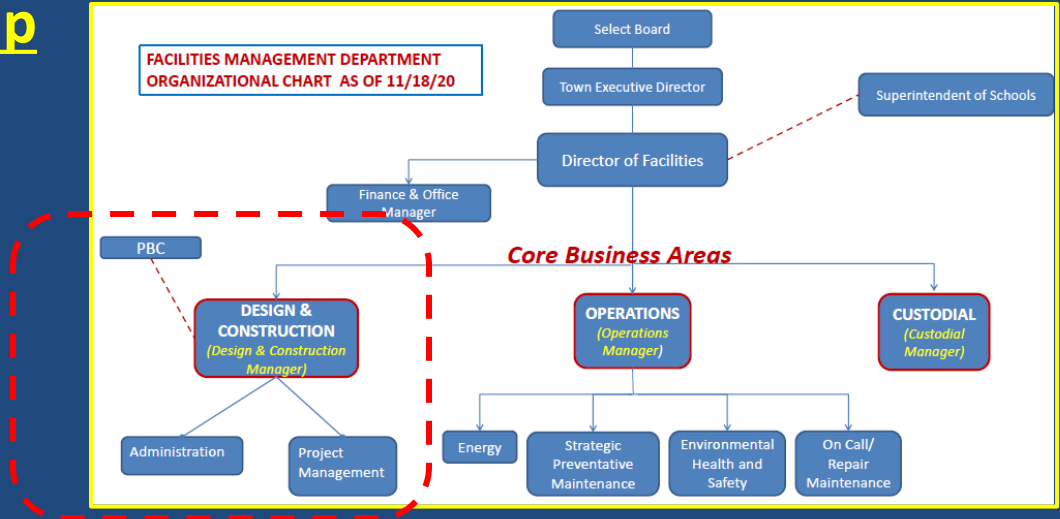 p
Select Board
FACILITIES MANAGEMENT DEPARTMENT
ORGANIZATIONAL CHART AS OF 11/18/20
Town Executive Director
Superintendent of Schools
Director of Facilities
Finance & Office
Manager
PBC
Core Business Areas
DESIGN &
CONSTRUCTION
(Design & Construction
Manager)
OPERATIONS
(Operations
Manager)
CUSTODIAL
(Custodial
Manager)
Administration
Project
Management
Energy
Strategic
Preventative
Maintenance
Environmental
Health and
Safety
On Call/
Repair
Maintenance